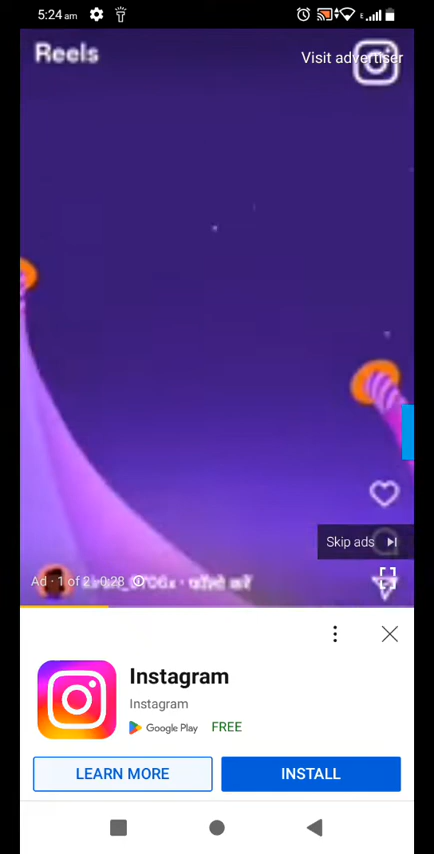 5:24 am
Reels
Visit advertiser
Skip ads
Ad · 1 of 2 · 0:28
फॉलो करें
Instagram
Instagram
Google Play FREE
LEARN MORE
INSTALL